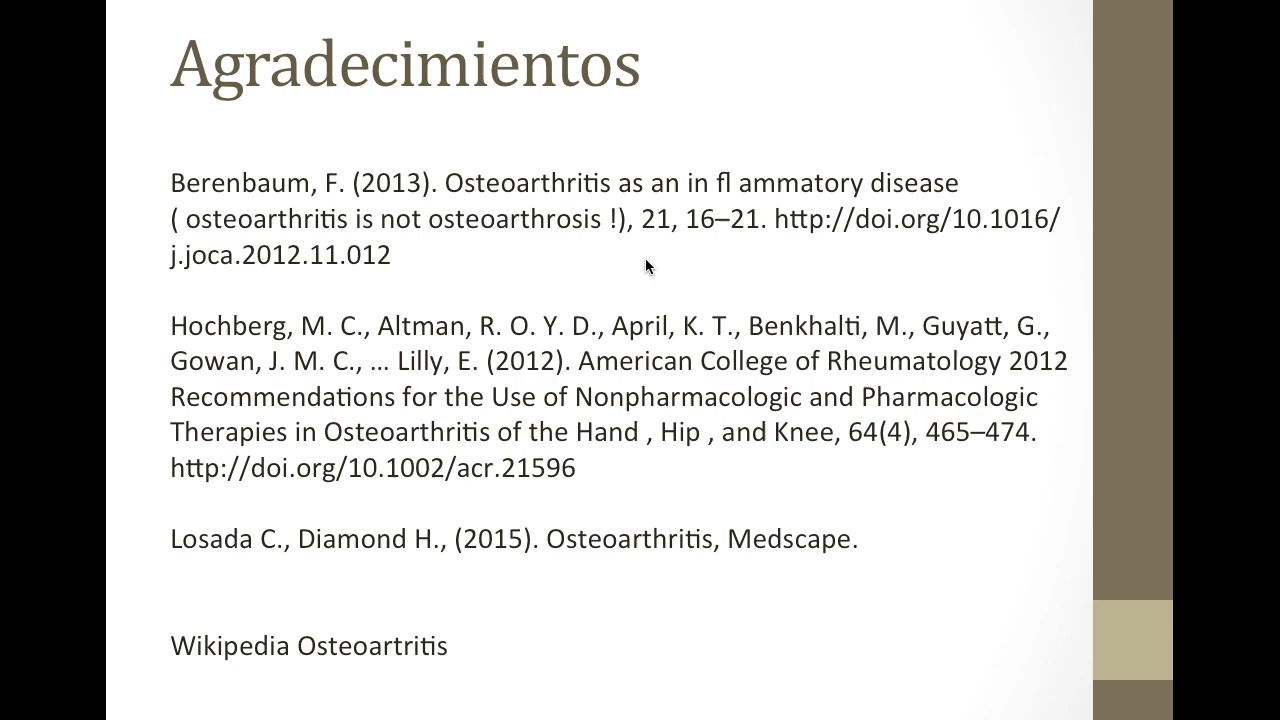 Agradecimientos
Berenbaum, F. (2013). Osteoarthritis as an in fl ammatory disease
( osteoarthritis is not osteoarthrosis !), 21, 16–21. http://doi.org/10.1016/
j.joca.2012.11.012
Hochberg, M. C., Altman, R. O. Y. D., April, K. T., Benkhalti, M., Guyatt, G.,
Gowan, J. M. C., … Lilly, E. (2012). American College of Rheumatology 2012
Recommendations for the Use of Nonpharmacologic and Pharmacologic
Therapies in Osteoarthritis of the Hand , Hip , and Knee, 64(4), 465–474.
http://doi.org/10.1002/acr.21596
Losada C., Diamond H., (2015). Osteoarthritis, Medscape.
Wikipedia Osteoartritis